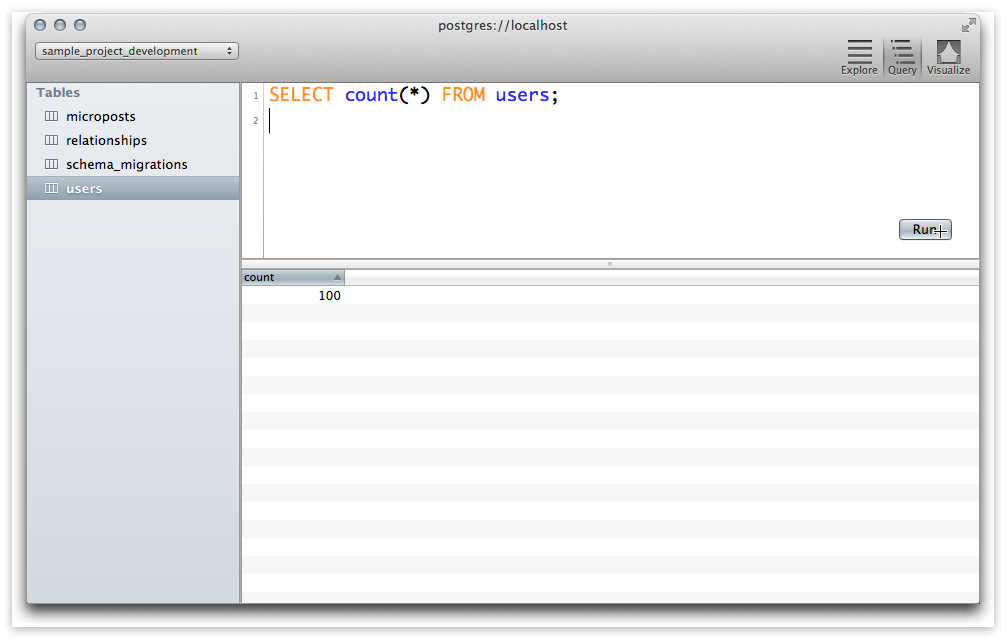 postgres://localhost
sample_project_development
Explore Query Visualize
Tables
microposts
relationships
schema_migrations
users
1 SELECT count(*) FROM users;
2
Run
count
100